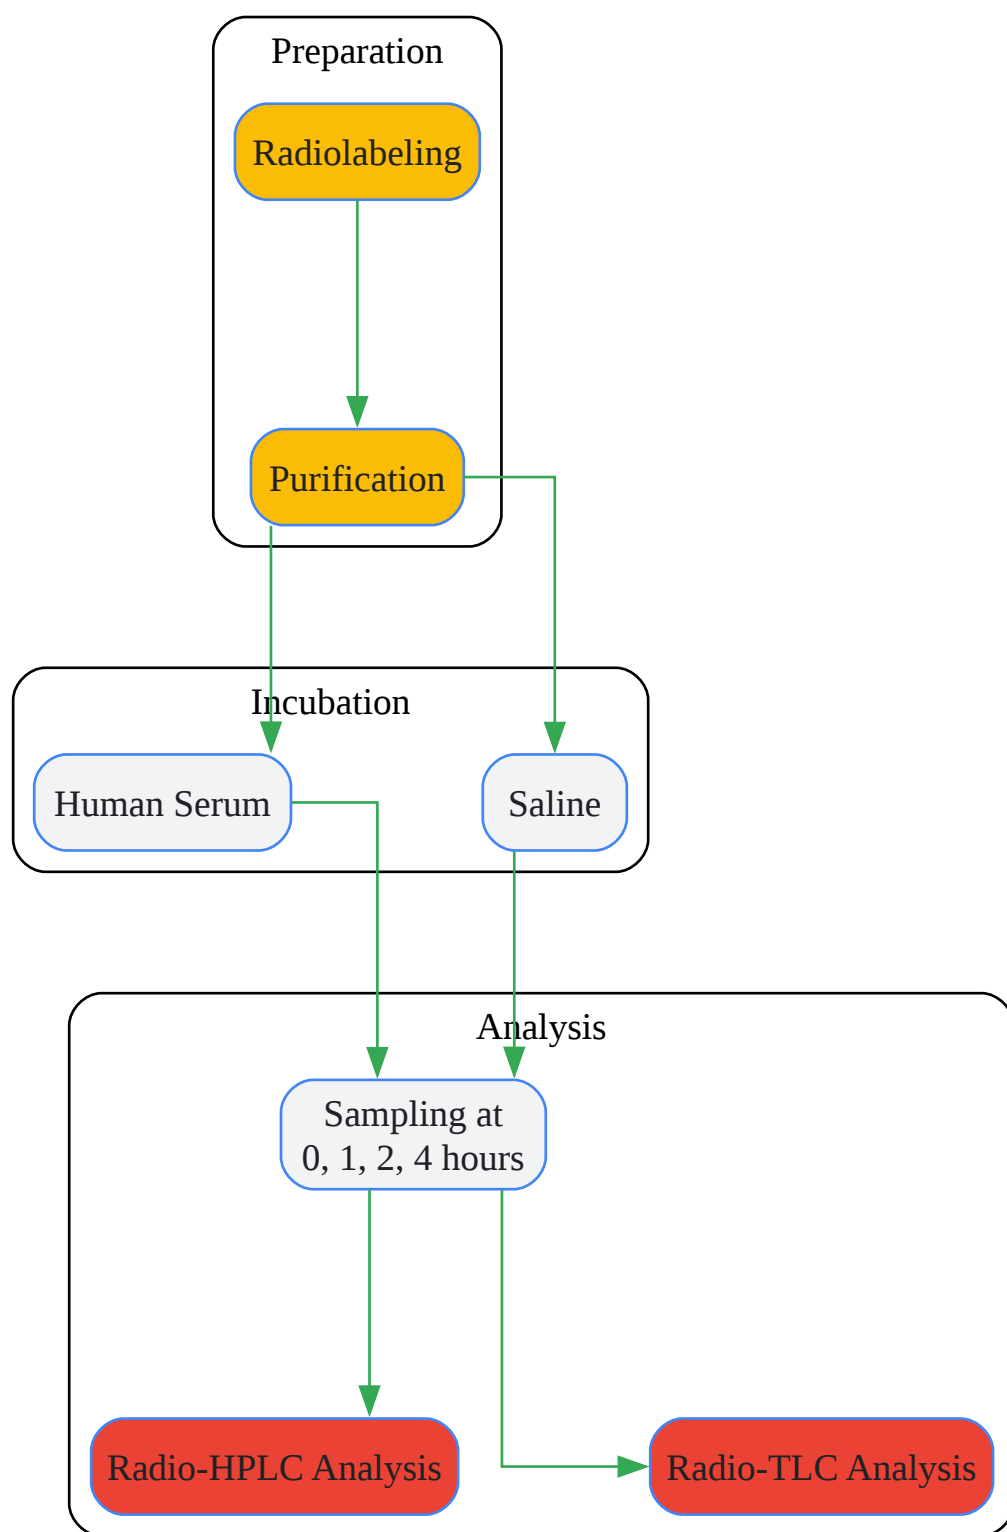 Preparation
Radiolabeling
Purification
Incubation
Human Serum
Saline
Analysis
Sampling at
0, 1, 2, 4 hours
Radio-HPLC Analysis
Radio-TLC Analysis